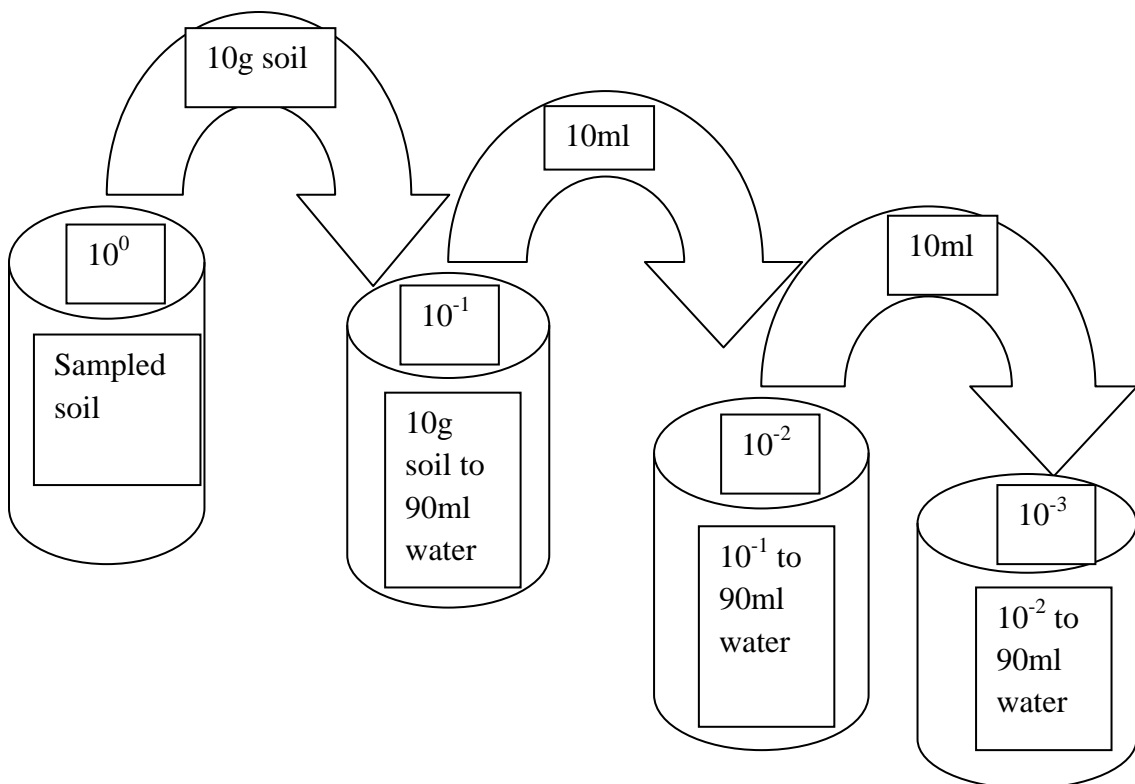 10g soil
10ml
10ml
10⁰
Sampled
soil
10⁻¹
10g
soil to
90ml
water
10⁻²
10⁻¹ to
90ml
water
10⁻³
10⁻² to
90ml
water